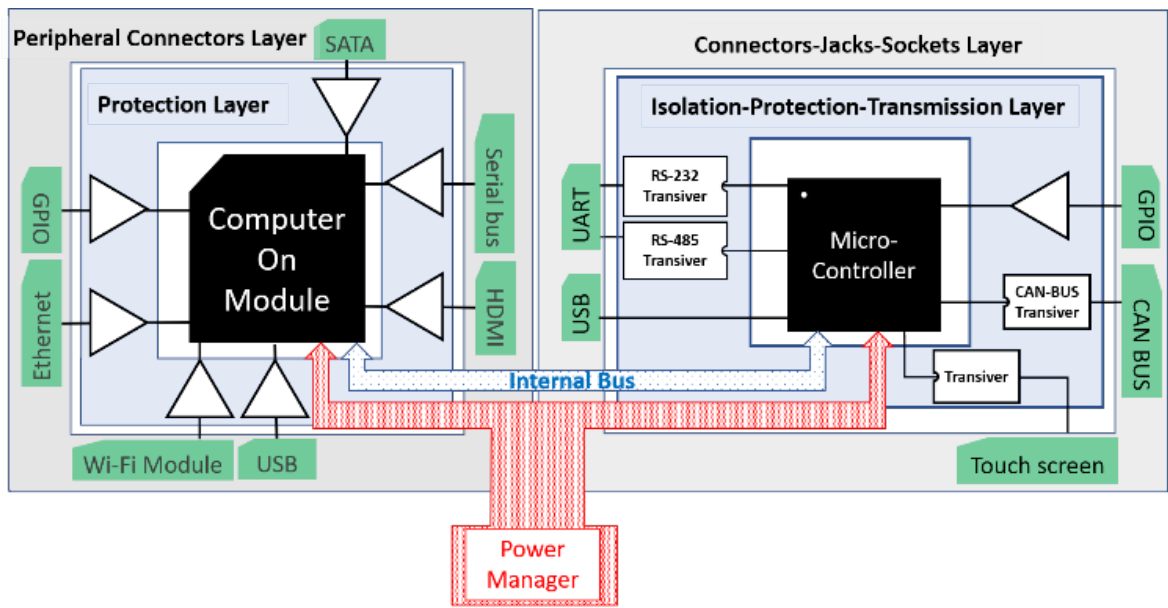 Peripheral Connectors Layer
SATA
Connectors-Jacks-Sockets Layer
Protection Layer
Isolation-Protection-Transmission Layer
GPIO
Ethernet
Computer
On
Module
Serial bus
HDMI
Wi-Fi Module
USB
UART
USB
RS-232
Transiver
RS-485
Transiver
Micro-
Controller
GPIO
CAN-BUS
Transiver
CAN BUS
Transiver
Touch screen
Internal Bus
Power
Manager